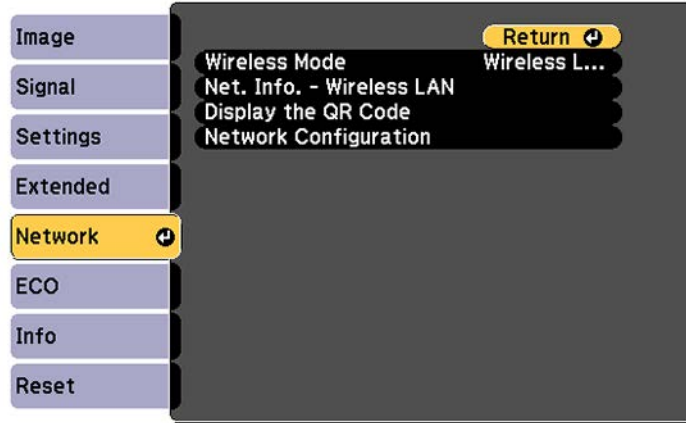 Image
Signal
Settings
Extended
Network
ECO
Info
Reset
Return
Wireless Mode Wireless L...
Net. Info. - Wireless LAN
Display the QR Code
Network Configuration